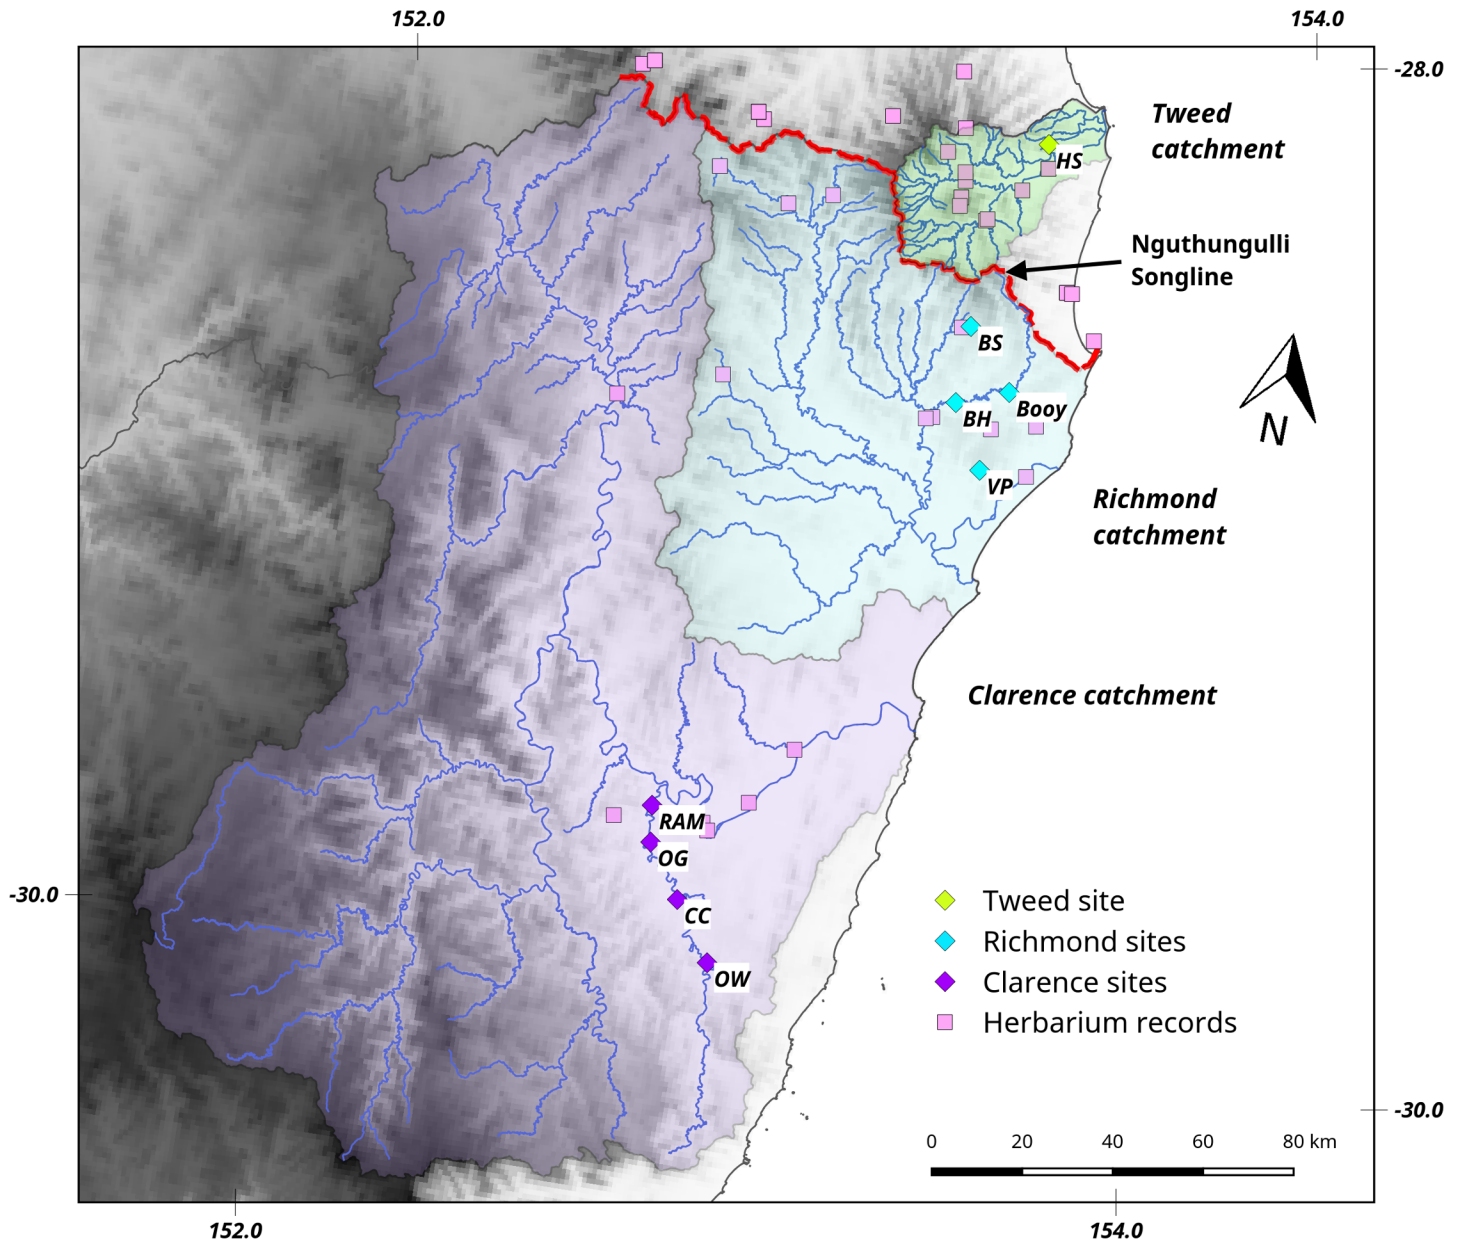 152.0
154.0
-28.0
Tweed
catchment
HS
Nguthungulli
Songline
BS
BH
Booy
VP
N
Richmond
catchment
Clarence catchment
RAM
OG
CC
OW
-30.0
Tweed site
Richmond sites
Clarence sites
Herbarium records
-30.0
0 20 40 60 80 km
152.0
154.0